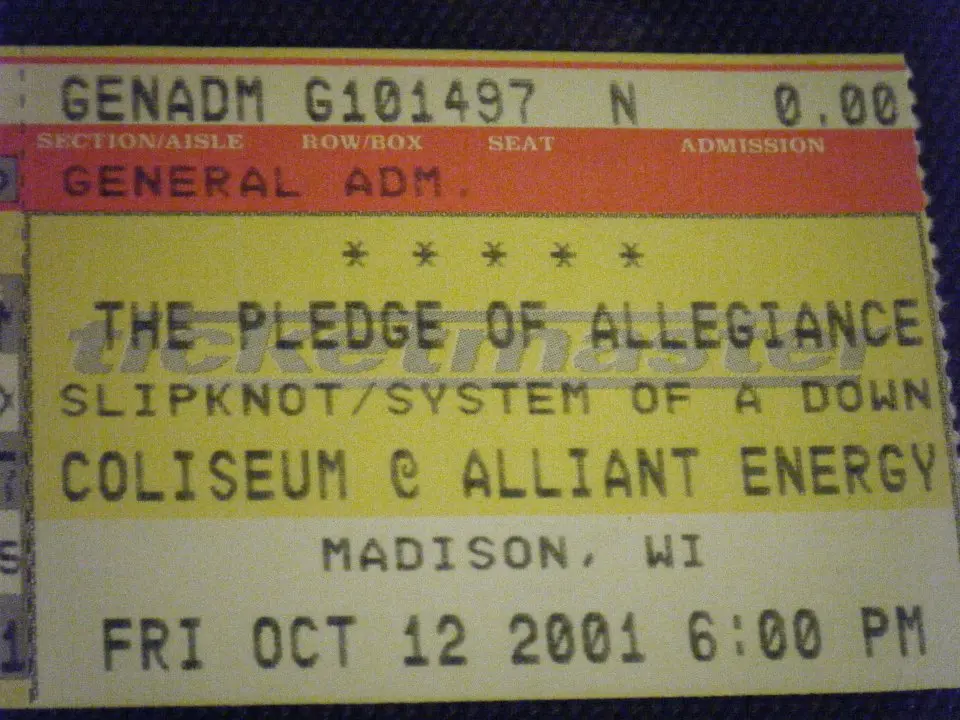 GENADM G101497 N 0.00
SECTION/AISLE ROW/BOX SEAT ADMISSION
GENERAL ADM.
* * * * *
THE PLEDGE OF ALLEGIANCE
ticketmaster
SLIPKNOT/SYSTEM OF A DOWN
COLISEUM @ ALLIANT ENERGY
MADISON, WI
FRI OCT 12 2001 6:00 PM